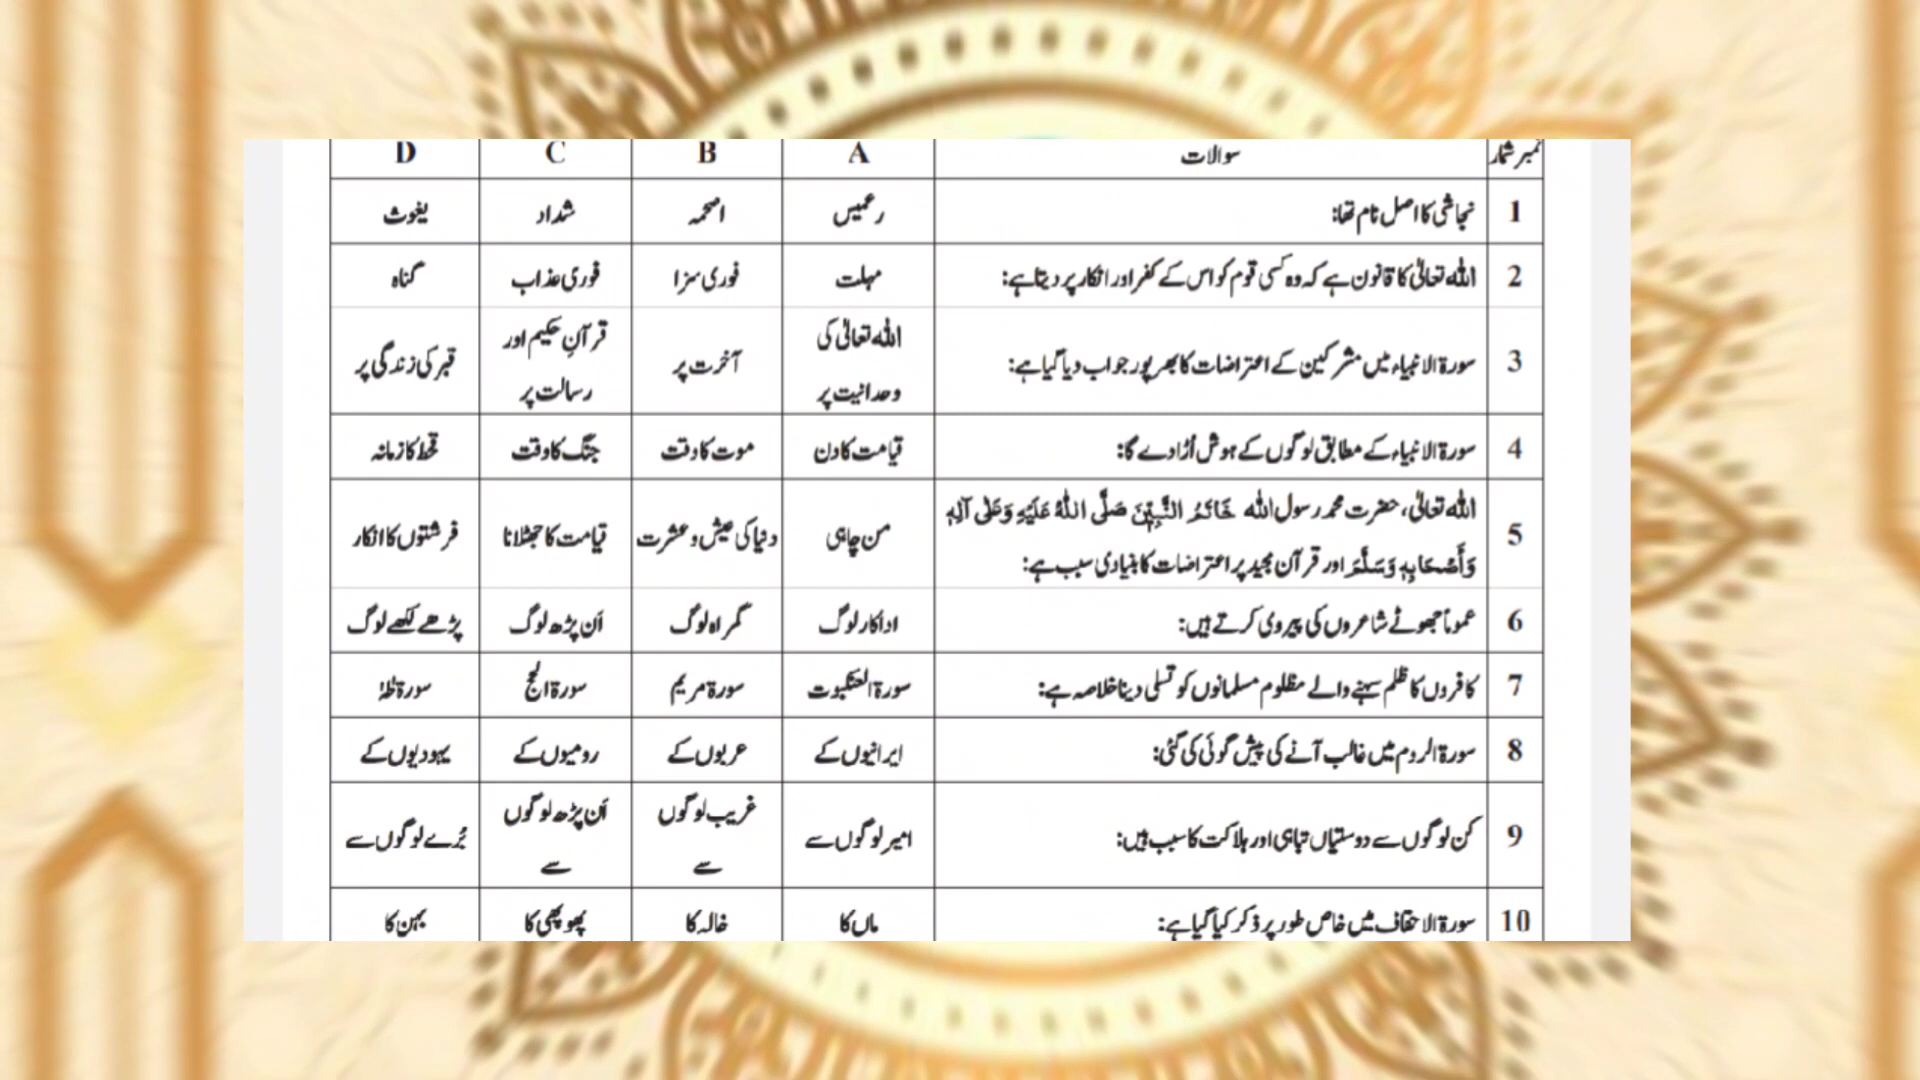 نمبر شمار سوالات A B C D
1 نجاشی کا اصل نام تھا: رعمیس اصحمہ شداد یغوث
2 اللہ تعالیٰ کا قانون ہے کہ وہ کسی قوم کو اس کے کفر اور انکار پر دیتا ہے: مہلت فوری سزا فوری عذاب گناہ
3 سورۃ الانبیاء میں مشرکین کے اعتراضات کا بھرپور جواب دیا گیا ہے: اللہ تعالیٰ کی وحدانیت پر آخرت پر قرآنِ حکیم اور رسالت پر قبر کی زندگی پر
4 سورۃ الانبیاء کے مطابق لوگوں کے ہوش اُڑا دے گا: قیامت کا دن موت کا وقت جنگ کا وقت قحط کا زمانہ
5 اللہ تعالیٰ، حضرت محمد رسول اللہ خَاتَمُ النَّبِیّٖنَ صَلَّی اللّٰہُ عَلَیْہِ وَعَلٰی آلِہٖ
وَأَصْحَابِہٖ وَسَلَّمَ اور قرآن مجید پر اعتراضات کا بنیادی سبب ہے: من چاہی دنیا کی عیش و عشرت قیامت کا جھٹلانا فرشتوں کا انکار
6 عموماً جھوٹے شاعروں کی پیروی کرتے ہیں: اداکار لوگ گمراہ لوگ اَن پڑھ لوگ پڑھے لکھے لوگ
7 کافروں کا ظلم سہنے والے مظلوم مسلمانوں کو تسلی دینا خلاصہ ہے: سورۃ العنکبوت سورۃ مریم سورۃ الحج سورۃ طٰہٰ
8 سورۃ الروم میں غالب آنے کی پیش گوئی کی گئی: ایرانیوں کے عربوں کے رومیوں کے یہودیوں کے
9 کن لوگوں سے دوستیاں تباہی اور ہلاکت کا سبب ہیں: امیر لوگوں سے غریب لوگوں سے اَن پڑھ لوگوں سے بُرے لوگوں سے
10 سورۃ الاحقاف میں خاص طور پر ذکر کیا گیا ہے: ماں کا خالہ کا پھوپھی کا بہن کا